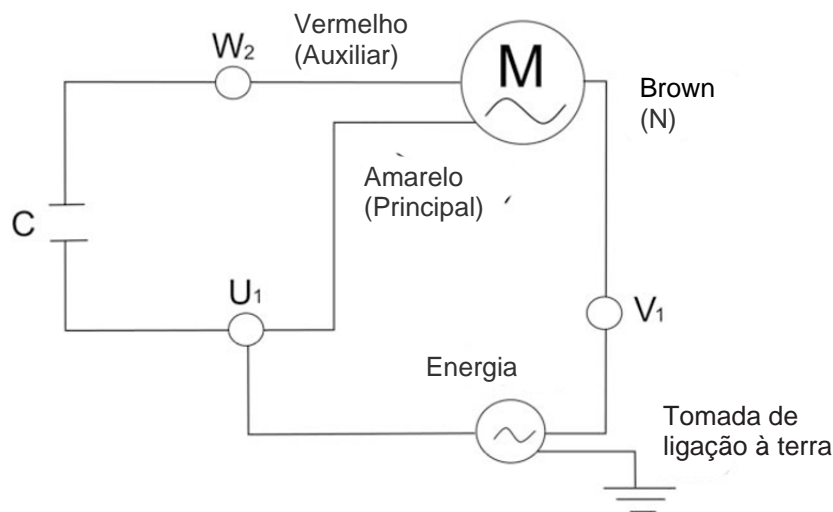 Vermelho
(Auxiliar)
W₂
M
Brown
(N)
Amarelo
(Principal)
C
U₁
V₁
Energia
Tomada de
ligação à terra